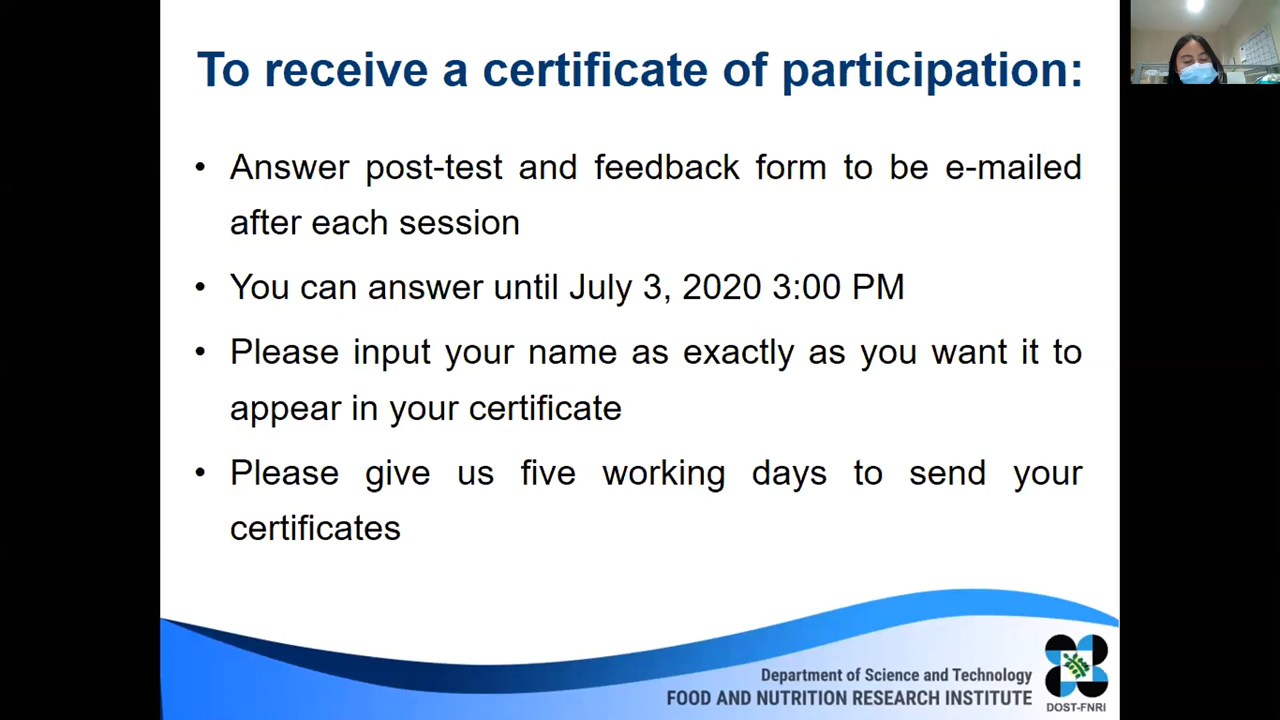 To receive a certificate of participation:
• Answer post-test and feedback form to be e-mailed
after each session
• You can answer until July 3, 2020 3:00 PM
• Please input your name as exactly as you want it to
appear in your certificate
• Please give us five working days to send your
certificates
Department of Science and Technology
FOOD AND NUTRITION RESEARCH INSTITUTE
DOST-FNRI